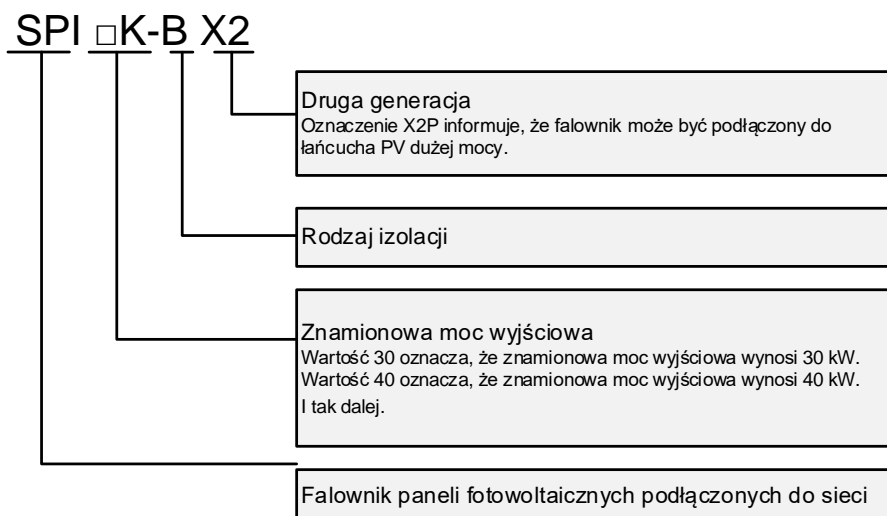 SPI □K-B X2
Druga generacja
Oznaczenie X2P informuje, że falownik może być podłączony do
łańcucha PV dużej mocy.
Rodzaj izolacji
Znamionowa moc wyjściowa
Wartość 30 oznacza, że znamionowa moc wyjściowa wynosi 30 kW.
Wartość 40 oznacza, że znamionowa moc wyjściowa wynosi 40 kW.
I tak dalej.
Falownik paneli fotowoltaicznych podłączonych do sieci